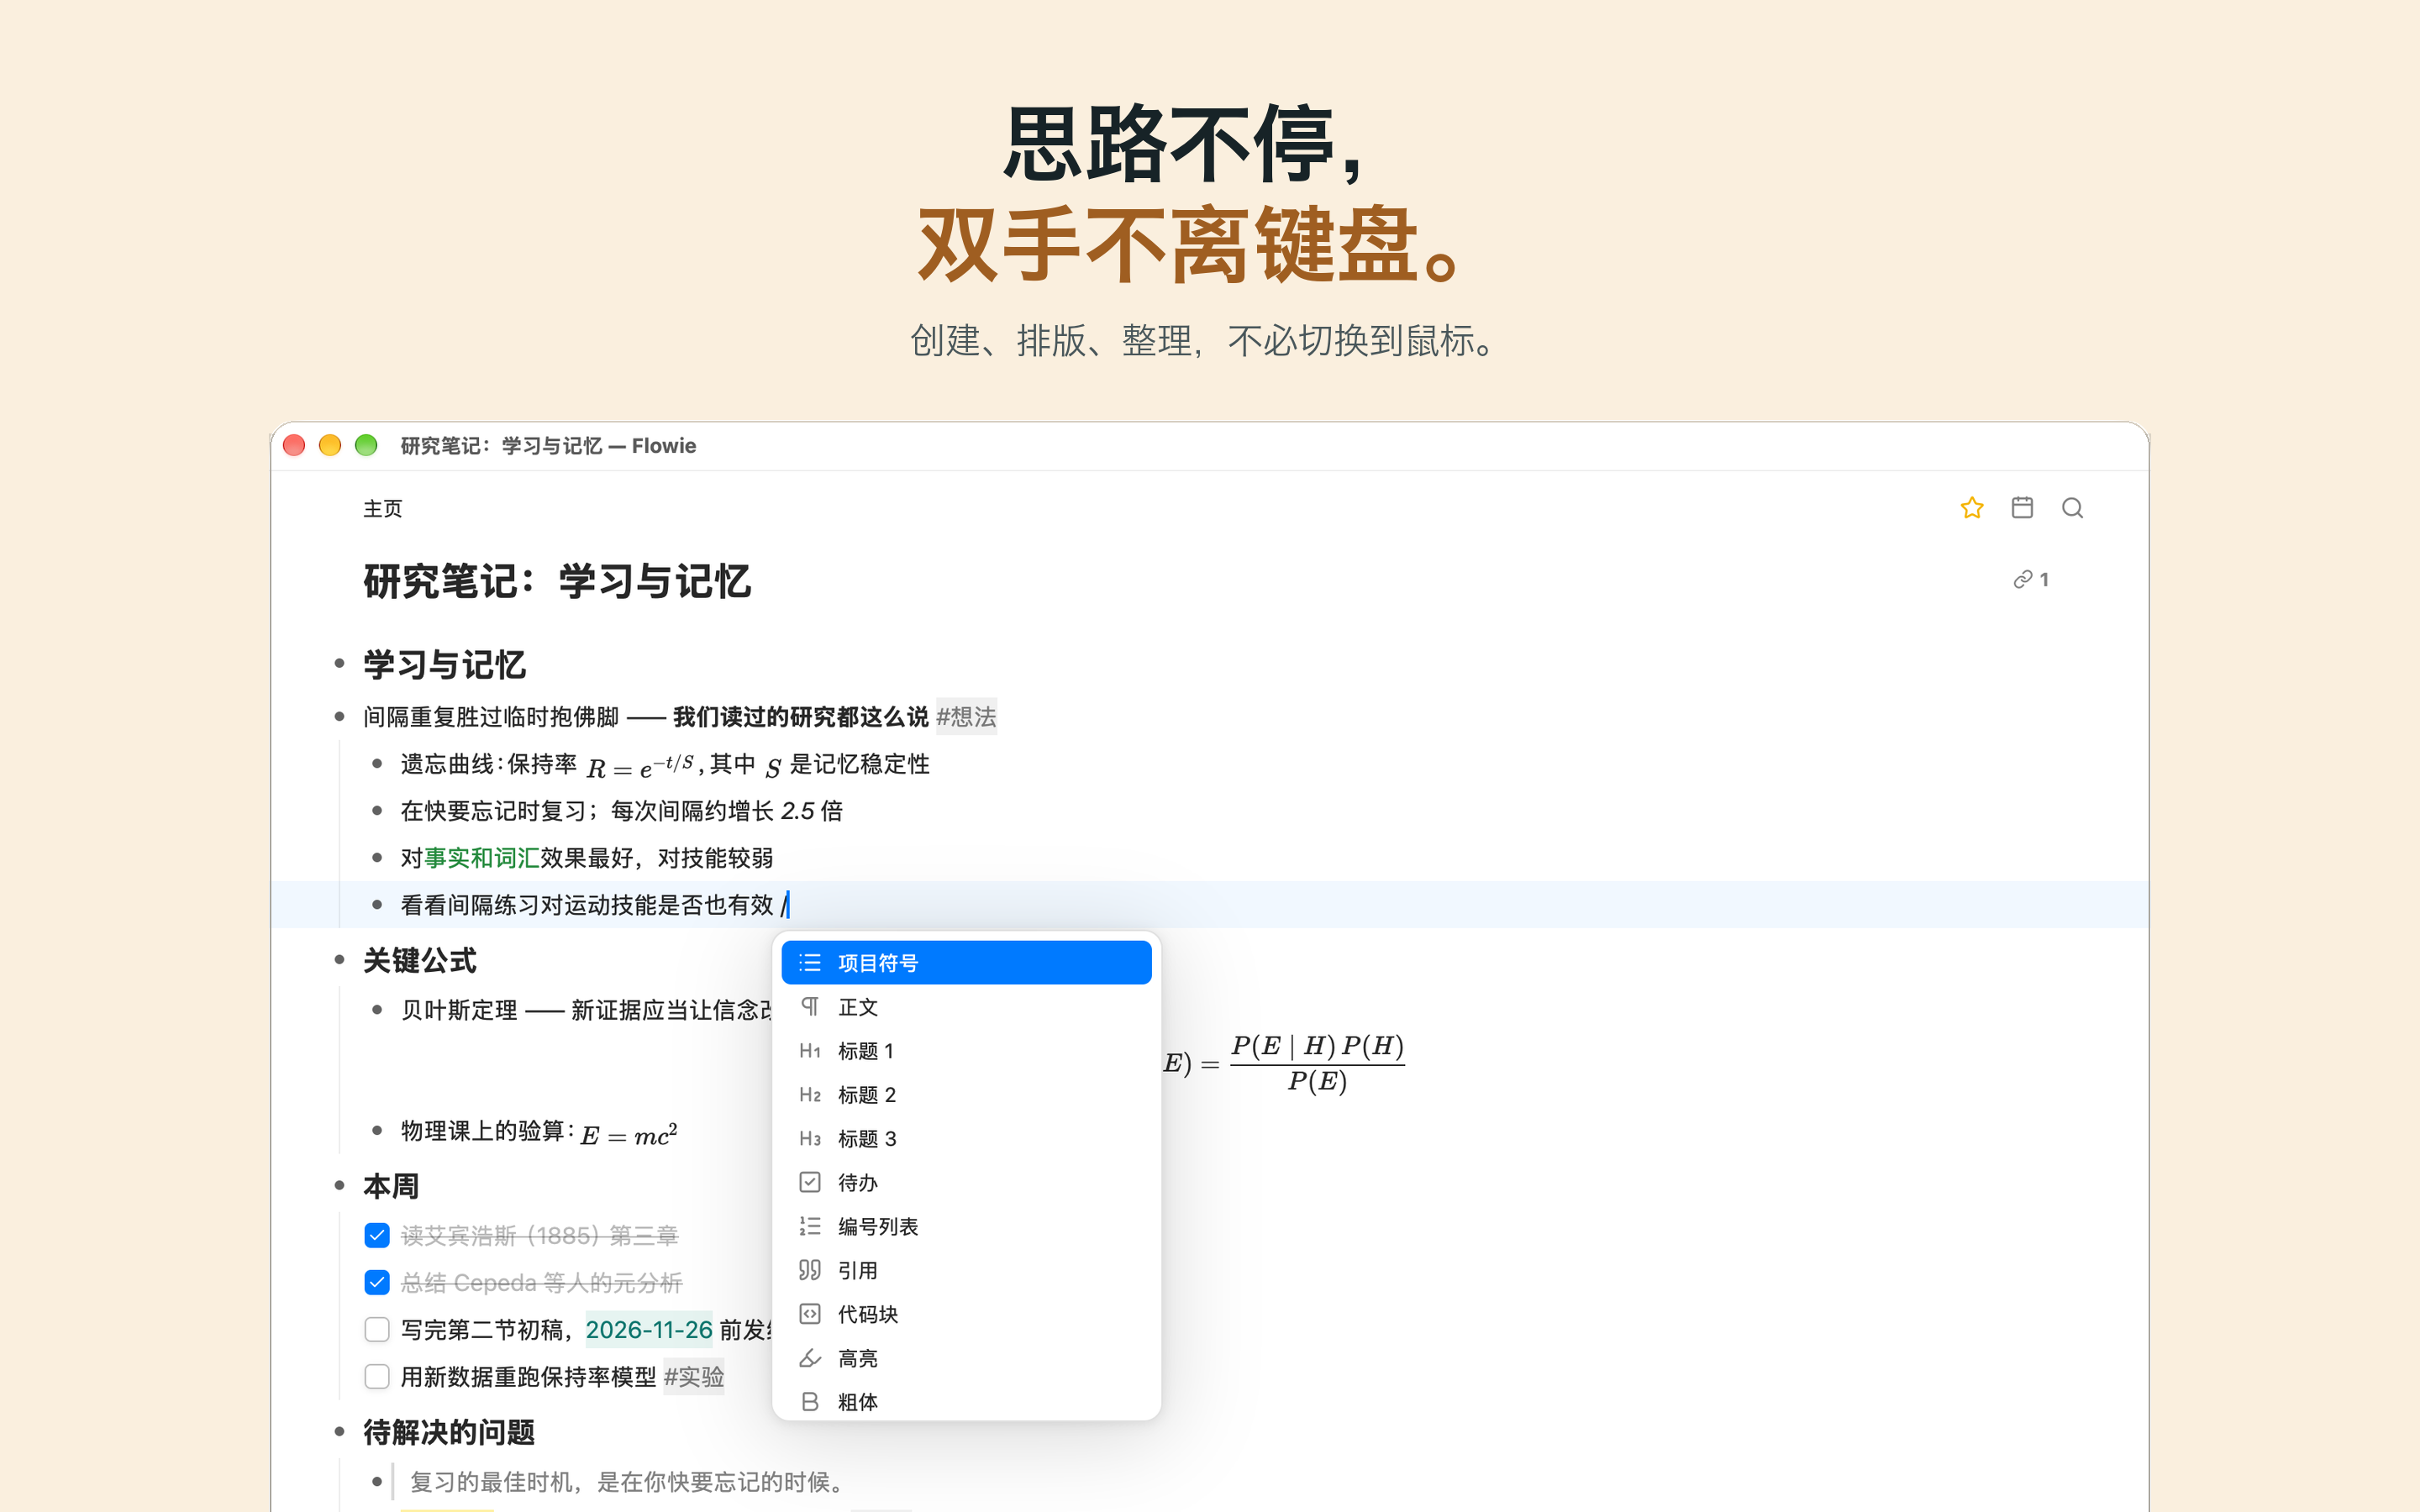 思路不停，
双手不离键盘。
创建、排版、整理，不必切换到鼠标。
研究笔记：学习与记忆 — Flowie
主页
研究笔记：学习与记忆
1
学习与记忆
间隔重复胜过临时抱佛脚 —— 我们读过的研究都这么说 #想法
遗忘曲线：保持率 R = e^{-t/S}，其中 S 是记忆稳定性
在快要忘记时复习；每次间隔约增长 2.5 倍
对事实和词汇效果最好，对技能较弱
看看间隔练习对运动技能是否也有效 /
关键公式
贝叶斯定理 —— 新证据应当让信念
E) = P(E | H) P(H) / P(E)
物理课上的验算：E = mc²
本周
读艾宾浩斯（1885）第三章
总结 Cepeda 等人的元分析
写完第二节初稿，2026-11-26 前发
用新数据重跑保持率模型 #实验
待解决的问题
复习的最佳时机，是在你快要忘记的时候。
项目符号
正文
H1 标题 1
H2 标题 2
H3 标题 3
待办
编号列表
引用
代码块
高亮
B 粗体